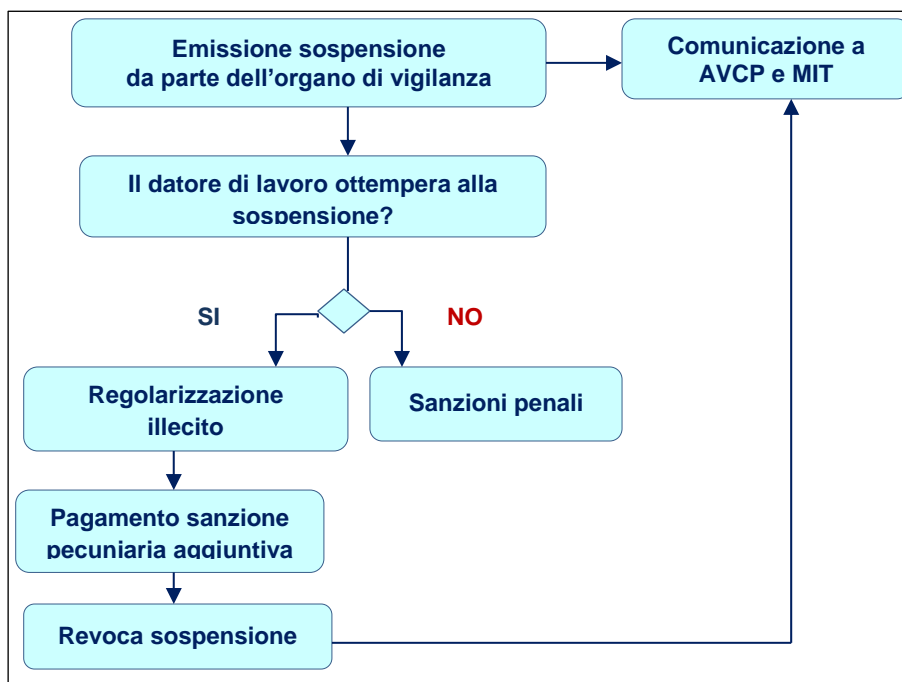 Emissione sospensione
da parte dell'organo di vigilanza
Comunicazione a
AVCP e MIT
Il datore di lavoro ottempera alla
sospensione?
SI
NO
Regolarizzazione
illecito
Sanzioni penali
Pagamento sanzione
pecuniaria aggiuntiva
Revoca sospensione